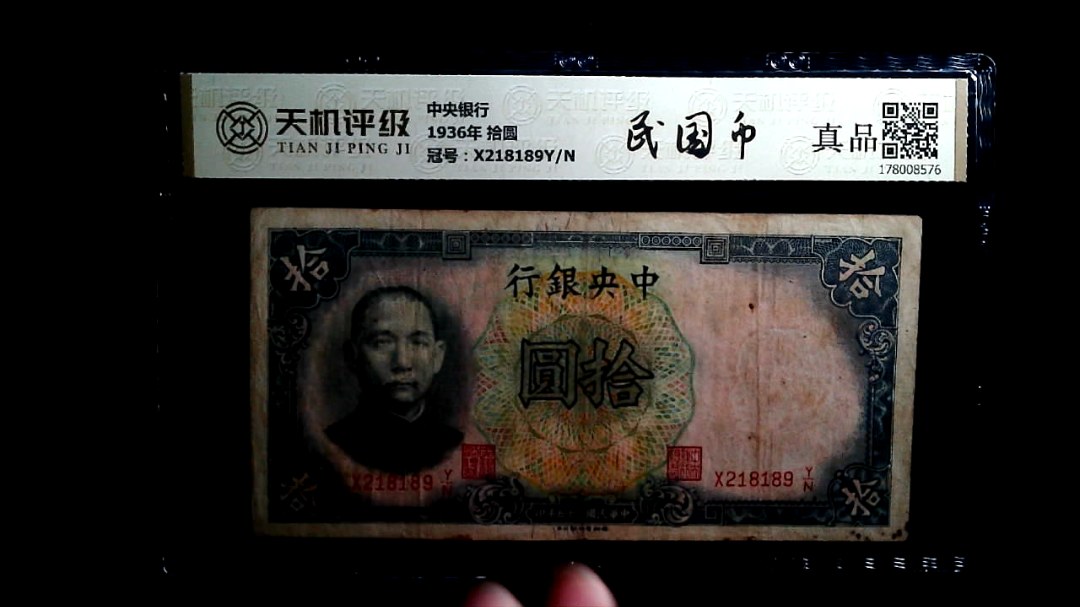 天机评级
TIAN JI PING JI
中央银行
1936年 拾圆
冠号：X218189Y/N
民国币
真品
178008576
拾
拾
行銀央中
圓拾
X218189 Y/N
X218189 Y/N
拾
拾